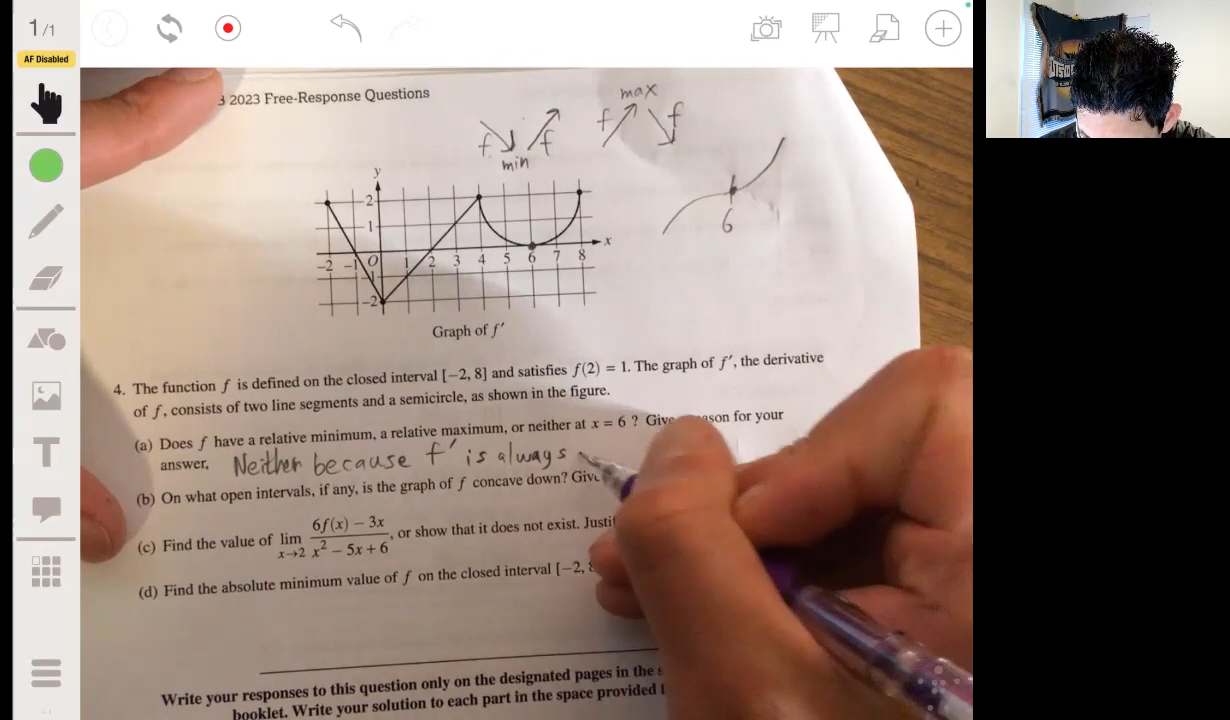 1/1
AF Disabled
3 2023 Free-Response Questions
f f
min
max
f f
6
y
2
1
-2 -1 O 1 2 3 4 5 6 7 8 x
-1
-2
Graph of f′
4. The function f is defined on the closed interval [−2, 8] and satisfies f(2) = 1. The graph of f′, the derivative
of f, consists of two line segments and a semicircle, as shown in the figure.
(a) Does f have a relative minimum, a relative maximum, or neither at x = 6 ? Give reason for your
answer. Neither because f′ is always
(b) On what open intervals, if any, is the graph of f concave down? Give
(c) Find the value of lim x→2 6f(x) − 3x / x² − 5x + 6, or show that it does not exist. Justi
(d) Find the absolute minimum value of f on the closed interval [−2, 8
Write your responses to this question only on the designated pages in the
booklet. Write your solution to each part in the space provided f
T